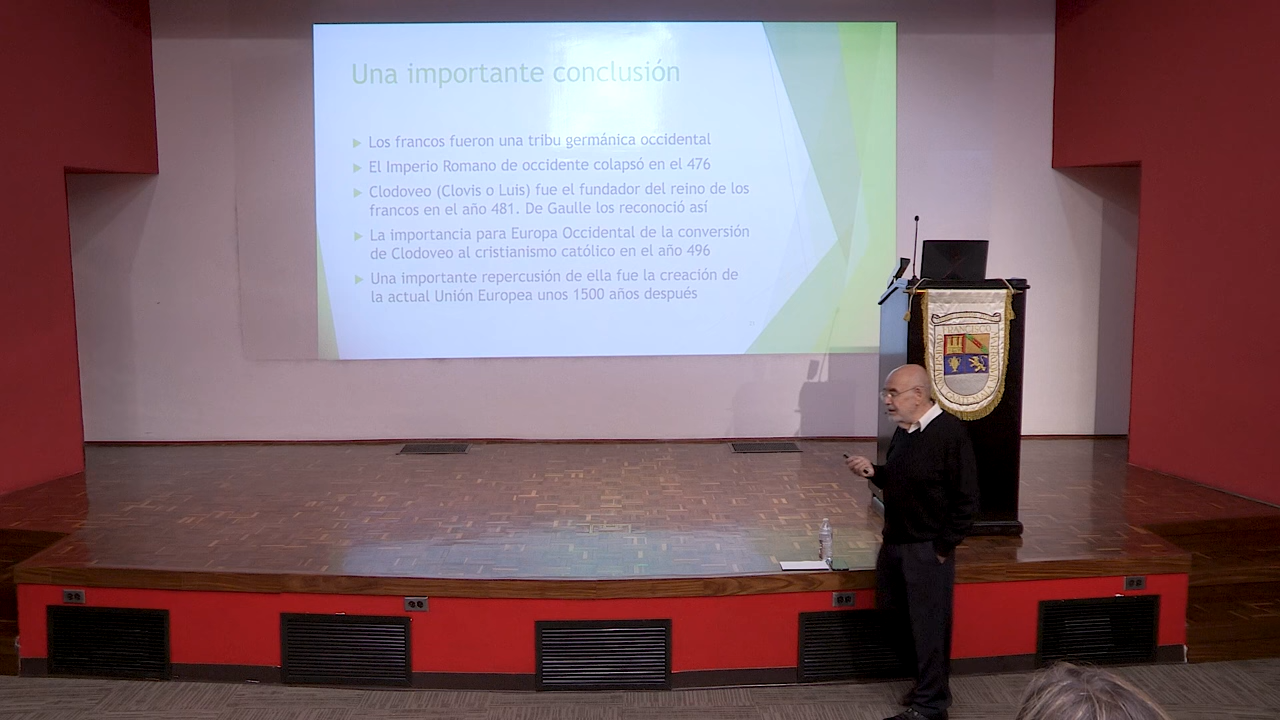 Una importante conclusión
Los francos fueron una tribu germánica occidental
El Imperio Romano de occidente colapsó en el 476
Clodoveo (Clovis o Luis) fue el fundador del reino de los
francos en el año 481. De Gaulle los reconoció así
La importancia para Europa Occidental de la conversión
de Clodoveo al cristianismo católico en el año 496
Una importante repercusión de ella fue la creación de
la actual Unión Europea unos 1500 años después
FRANCISCO